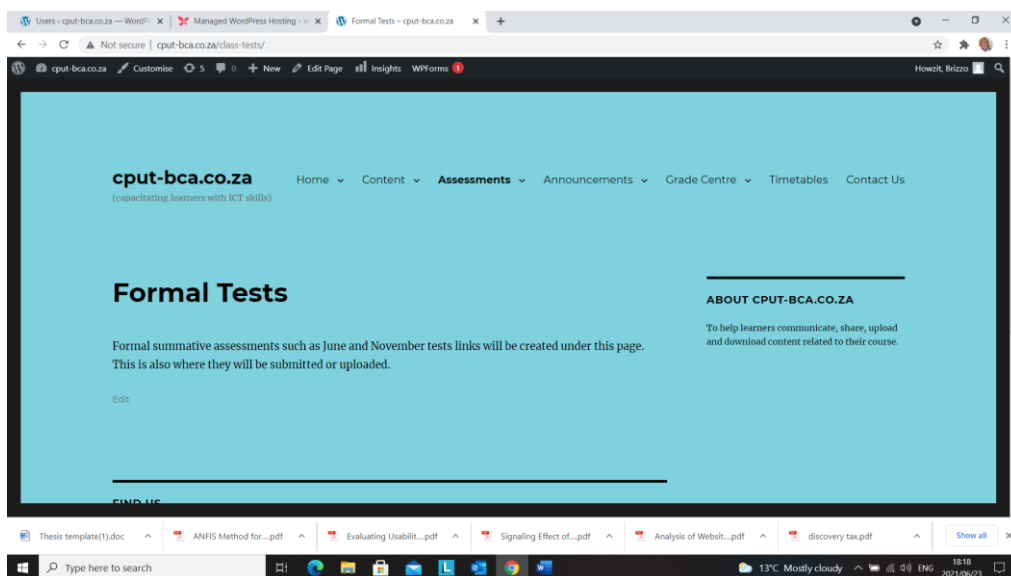 Users ‹ cput-bca.co.za — WordPr
Managed WordPress Hosting - x
Formal Tests – cput-bca.co.za
Not secure | cput-bca.co.za/class-tests/
cput-bca.co.za Customise 5 0 + New Edit Page Insights WPForms 1 Howzit, Brizzo
cput-bca.co.za
(capacitating learners with ICT skills)
Home Content Assessments Announcements Grade Centre Timetables Contact Us
Formal Tests
Formal summative assessments such as June and November tests links will be created under this page.
This is also where they will be submitted or uploaded.
Edit
ABOUT CPUT-BCA.CO.ZA
To help learners communicate, share, upload
and download content related to their course.
FIND US
Thesis template(1).doc ANFIS Method for....pdf Evaluating Usabilit....pdf Signaling Effect of....pdf Analysis of Websit....pdf discovery tax.pdf Show all
Type here to search
13°C Mostly cloudy ENG 18:18
2021/06/23